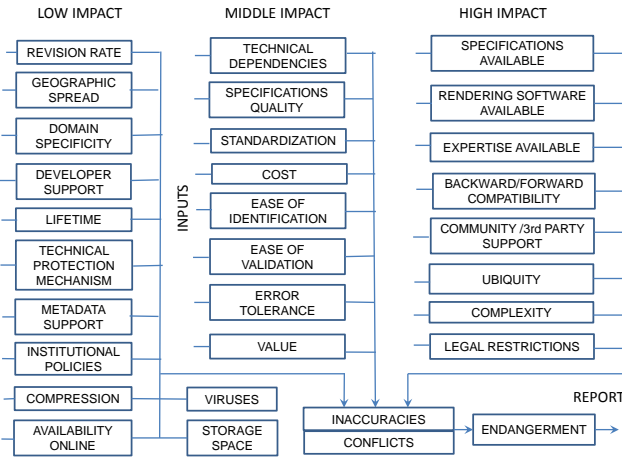 LOW IMPACT
REVISION RATE
GEOGRAPHIC
SPREAD
DOMAIN
SPECIFICITY
DEVELOPER
SUPPORT
LIFETIME
TECHNICAL
PROTECTION
MECHANISM
METADATA
SUPPORT
INSTITUTIONAL
POLICIES
COMPRESSION
AVAILABILITY
ONLINE
VIRUSES
STORAGE
SPACE
INPUTS
MIDDLE IMPACT
TECHNICAL
DEPENDENCIES
SPECIFICATIONS
QUALITY
STANDARDIZATION
COST
EASE OF
IDENTIFICATION
EASE OF
VALIDATION
ERROR
TOLERANCE
VALUE
HIGH IMPACT
SPECIFICATIONS
AVAILABLE
RENDERING SOFTWARE
AVAILABLE
EXPERTISE AVAILABLE
BACKWARD/FORWARD
COMPATIBILITY
COMMUNITY /3rd PARTY
SUPPORT
UBIQUITY
COMPLEXITY
LEGAL RESTRICTIONS
REPORT
INACCURACIES
CONFLICTS
ENDANGERMENT